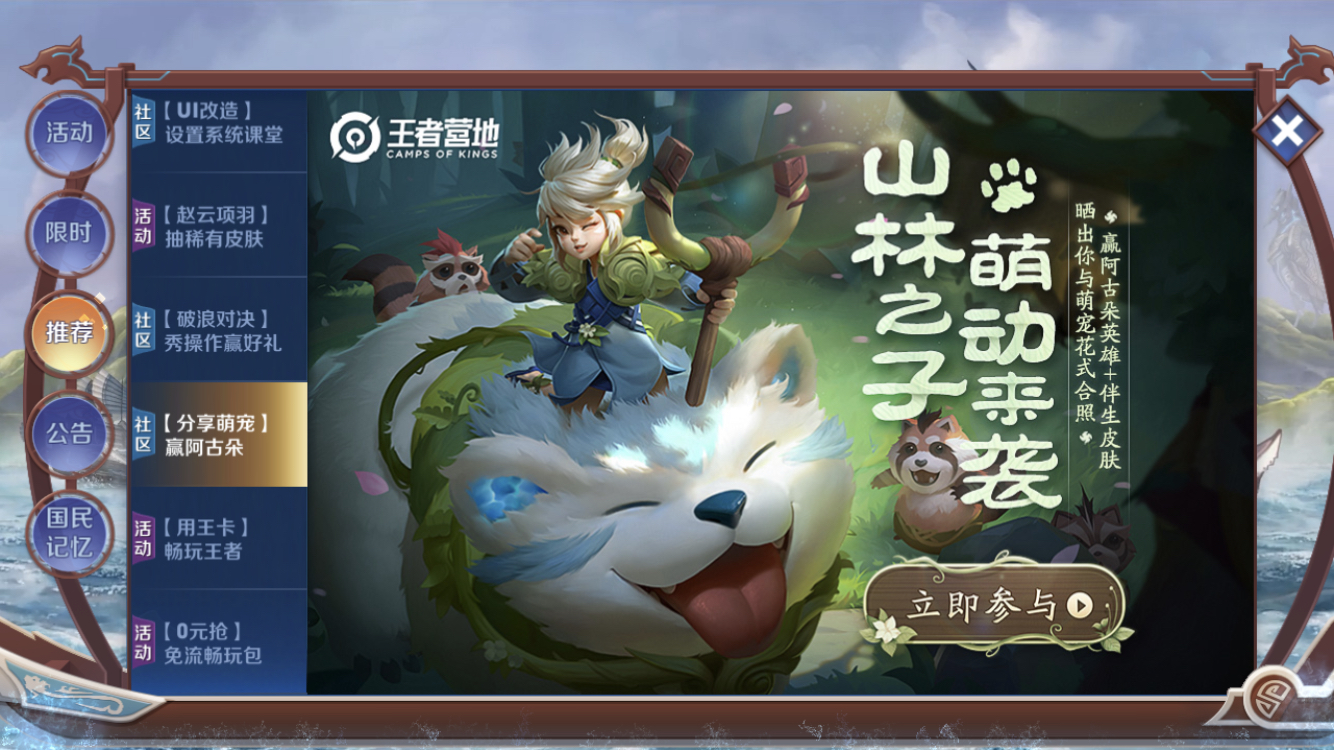 活动
限时
推荐
公告
国民
记忆
社区
【UI改造】
设置系统课堂
活动
【赵云项羽】
抽稀有皮肤
社区
【破浪对决】
秀操作赢好礼
社区
【分享萌宠】
赢阿古朵
活动
【用王卡】
畅玩王者
活动
【0元抢】
免流畅玩包
王者营地
CAMPS OF KINGS
山林之子
萌动来袭
赢阿古朵英雄+伴生皮肤
晒出你与萌宠花式合照
立即参与